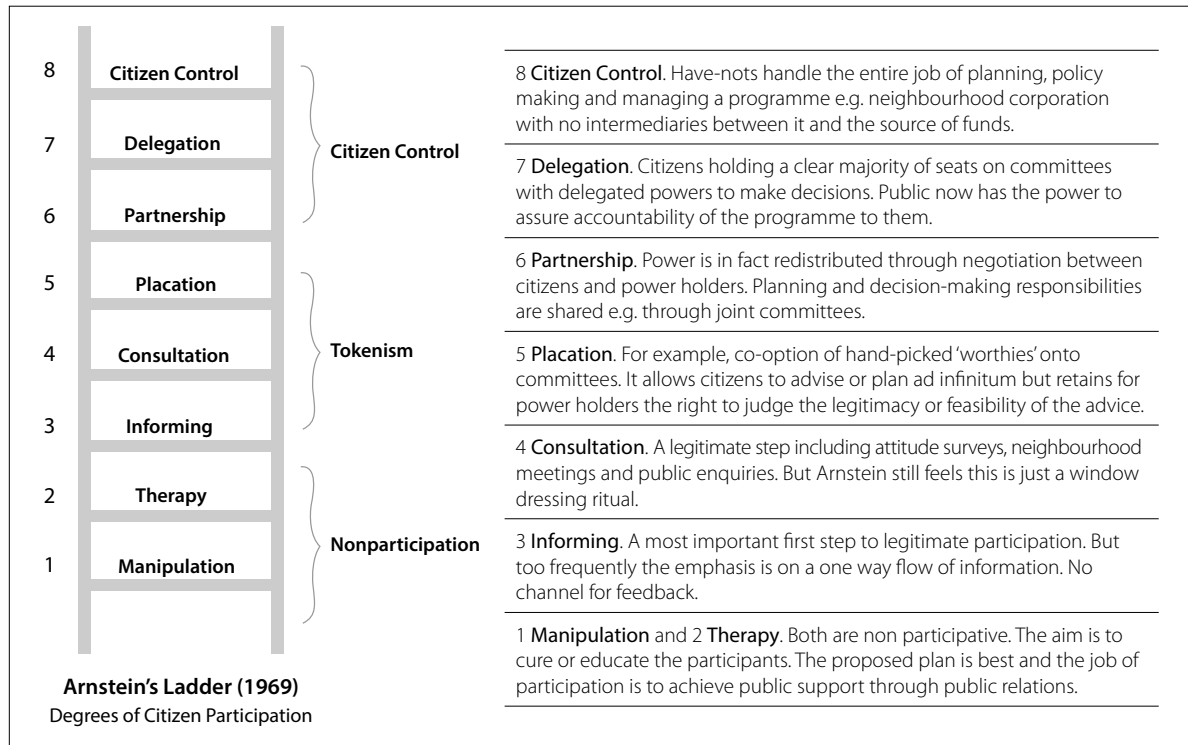 8
Citizen Control
7
Delegation
6
Partnership
5
Placation
4
Consultation
3
Informing
2
Therapy
1
Manipulation
Citizen Control
Tokenism
Nonparticipation
Arnstein’s Ladder (1969)
Degrees of Citizen Participation
8 Citizen Control. Have-nots handle the entire job of planning, policy
making and managing a programme e.g. neighbourhood corporation
with no intermediaries between it and the source of funds.
7 Delegation. Citizens holding a clear majority of seats on committees
with delegated powers to make decisions. Public now has the power to
assure accountability of the programme to them.
6 Partnership. Power is in fact redistributed through negotiation between
citizens and power holders. Planning and decision-making responsibilities
are shared e.g. through joint committees.
5 Placation. For example, co-option of hand-picked ‘worthies’ onto
committees. It allows citizens to advise or plan ad infinitum but retains for
power holders the right to judge the legitimacy or feasibility of the advice.
4 Consultation. A legitimate step including attitude surveys, neighbourhood
meetings and public enquiries. But Arnstein still feels this is just a window
dressing ritual.
3 Informing. A most important first step to legitimate participation. But
too frequently the emphasis is on a one way flow of information. No
channel for feedback.
1 Manipulation and 2 Therapy. Both are non participative. The aim is to
cure or educate the participants. The proposed plan is best and the job of
participation is to achieve public support through public relations.